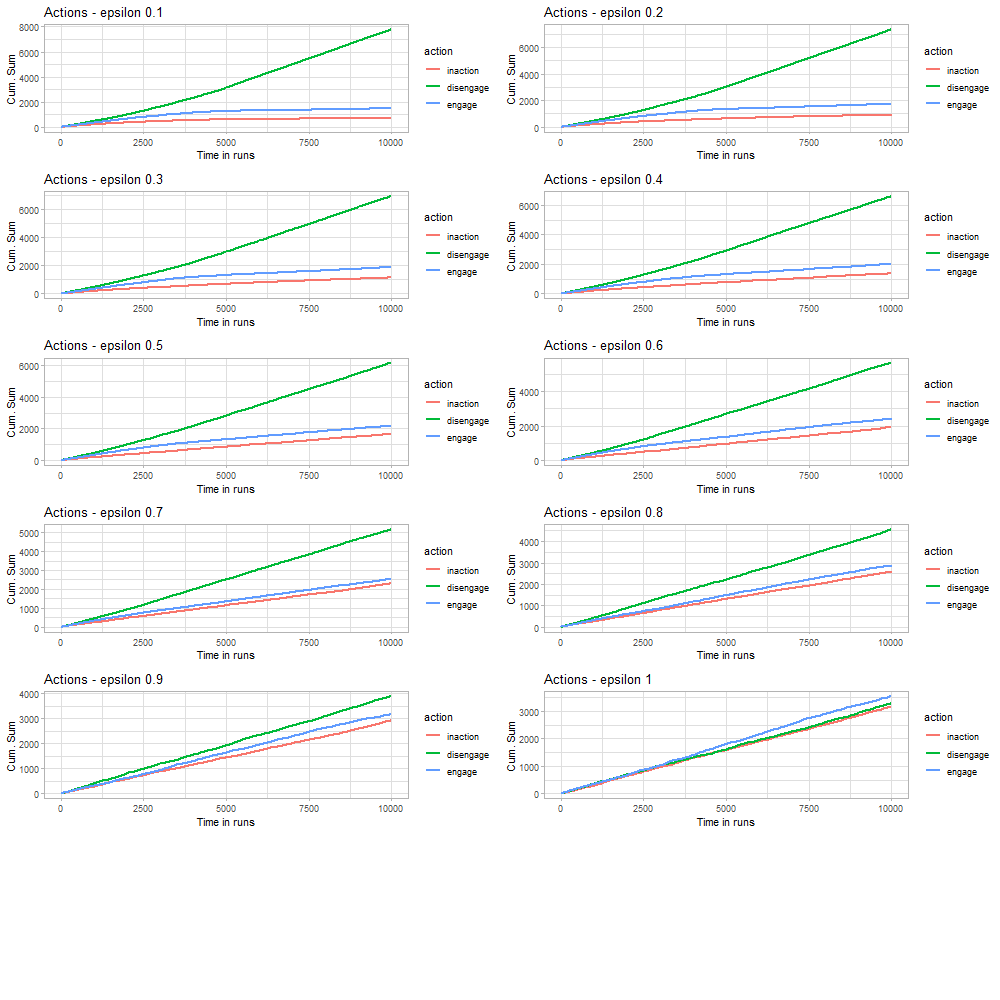 Actions - epsilon 0.1
Cum. Sum
8000
6000
4000
2000
0
0 2500 5000 7500 10000
Time in runs
action
inaction
disengage
engage
Actions - epsilon 0.2
Cum. Sum
6000
4000
2000
0
0 2500 5000 7500 10000
Time in runs
action
inaction
disengage
engage
Actions - epsilon 0.3
Cum. Sum
6000
4000
2000
0
0 2500 5000 7500 10000
Time in runs
action
inaction
disengage
engage
Actions - epsilon 0.4
Cum. Sum
6000
4000
2000
0
0 2500 5000 7500 10000
Time in runs
action
inaction
disengage
engage
Actions - epsilon 0.5
Cum. Sum
6000
4000
2000
0
0 2500 5000 7500 10000
Time in runs
action
inaction
disengage
engage
Actions - epsilon 0.6
Cum. Sum
4000
2000
0
0 2500 5000 7500 10000
Time in runs
action
inaction
disengage
engage
Actions - epsilon 0.7
Cum. Sum
5000
4000
3000
2000
1000
0
0 2500 5000 7500 10000
Time in runs
action
inaction
disengage
engage
Actions - epsilon 0.8
Cum. Sum
4000
3000
2000
1000
0
0 2500 5000 7500 10000
Time in runs
action
inaction
disengage
engage
Actions - epsilon 0.9
Cum. Sum
4000
3000
2000
1000
0
0 2500 5000 7500 10000
Time in runs
action
inaction
disengage
engage
Actions - epsilon 1
Cum. Sum
3000
2000
1000
0
0 2500 5000 7500 10000
Time in runs
action
inaction
disengage
engage